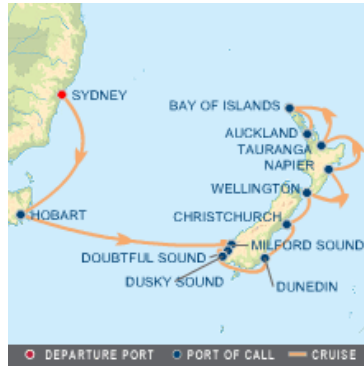 SYDNEY
BAY OF ISLANDS
AUCKLAND
TAURANGA
NAPIER
WELLINGTON
HOBART
CHRISTCHURCH
MILFORD SOUND
DOUBTFUL SOUND
DUSKY SOUND
DUNEDIN
DEPARTURE PORT PORT OF CALL CRUISE